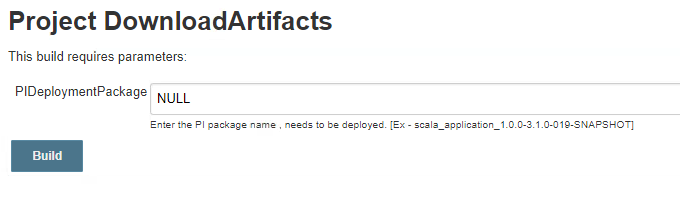 Project DownloadArtifacts
This build requires parameters:
PIDeploymentPackage
NULL
Enter the PI package name , needs to be deployed. [Ex - scala_application_1.0.0-3.1.0-019-SNAPSHOT]
Build